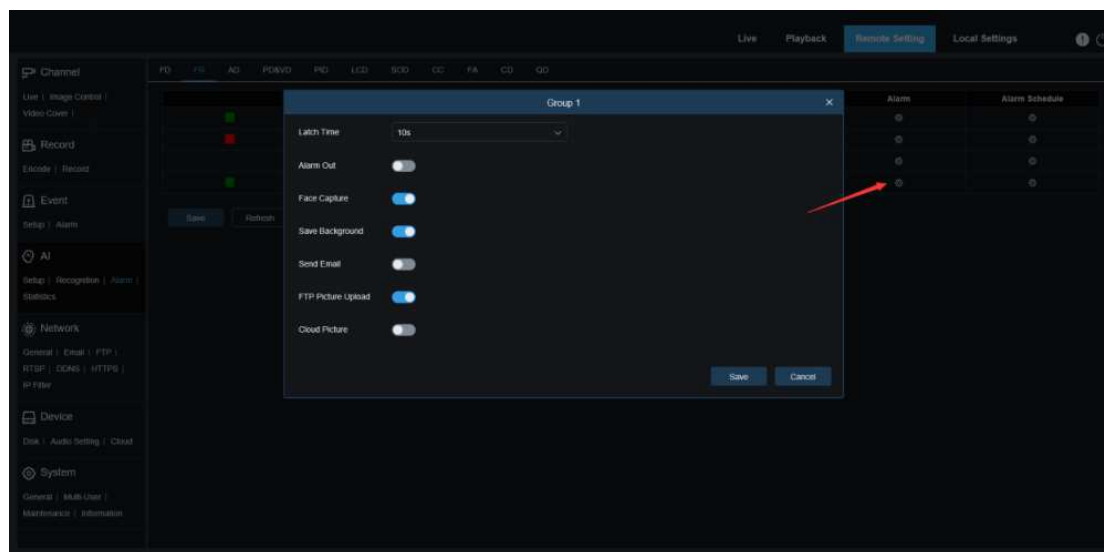 Live Playback Remote Setting Local Settings
Channel
Live | Image Control |
Video Cover |
Record
Encode | Record
Event
Setup | Alarm
AI
Setup | Recognition | Alarm |
Statistics
Network
General | Email | FTP |
RTSP | DDNS | HTTPS |
IP Filter
Device
Disk | Audio Setting | Cloud
System
General | Multi-User |
Maintenance | Information
FD FR AD PD&VD PID LCD SOD CC FA CD QD
Alarm Alarm Schedule
Save Refresh
Group 1
Latch Time 10s
Alarm Out
Face Capture
Save Background
Send Email
FTP Picture Upload
Cloud Picture
Save Cancel